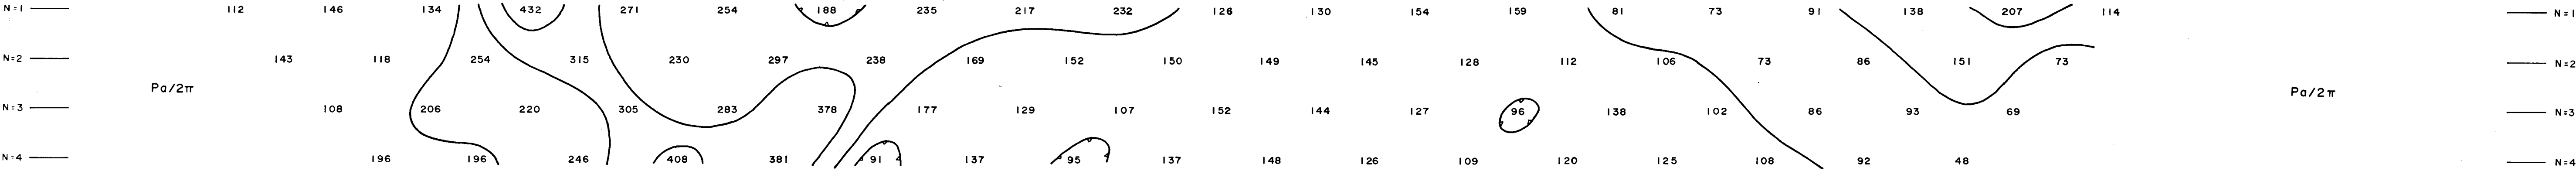 N=1 112 146 134 432 271 254 188 235 217 232 126 130 154 159 81 73 91 138 207 114 N=1
N=2 143 118 254 315 230 297 238 169 152 150 149 145 128 112 106 73 86 151 73 N=2
Pa/2π Pa/2π
N=3 108 206 220 305 283 378 177 129 107 152 144 127 96 138 102 86 93 69 N=3
N=4 196 196 246 408 381 91 137 95 137 148 126 109 120 125 108 92 48 N=4